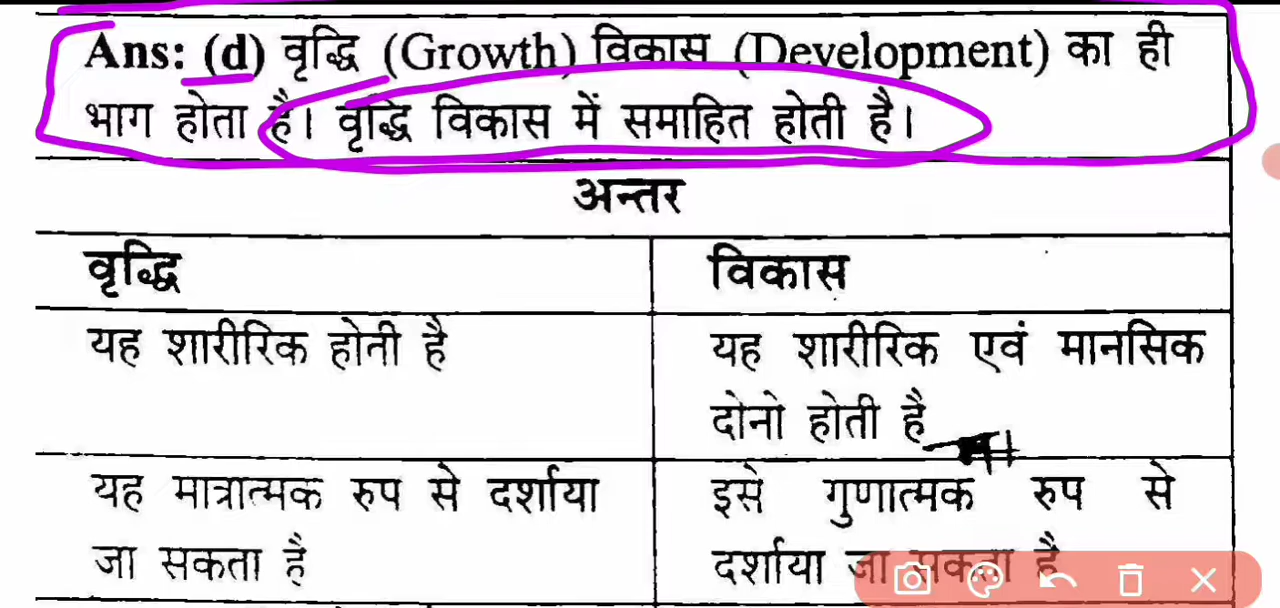 Ans: (d) वृद्धि (Growth) विकास (Development) का ही
भाग होता है। वृद्धि विकास में समाहित होती है।
अन्तर
वृद्धि
विकास
यह शारीरिक होती है
यह शारीरिक एवं मानसिक
दोनो होती है
यह मात्रात्मक रुप से दर्शाया
जा सकता है
इसे गुणात्मक रुप से
दर्शाया जा सकता है